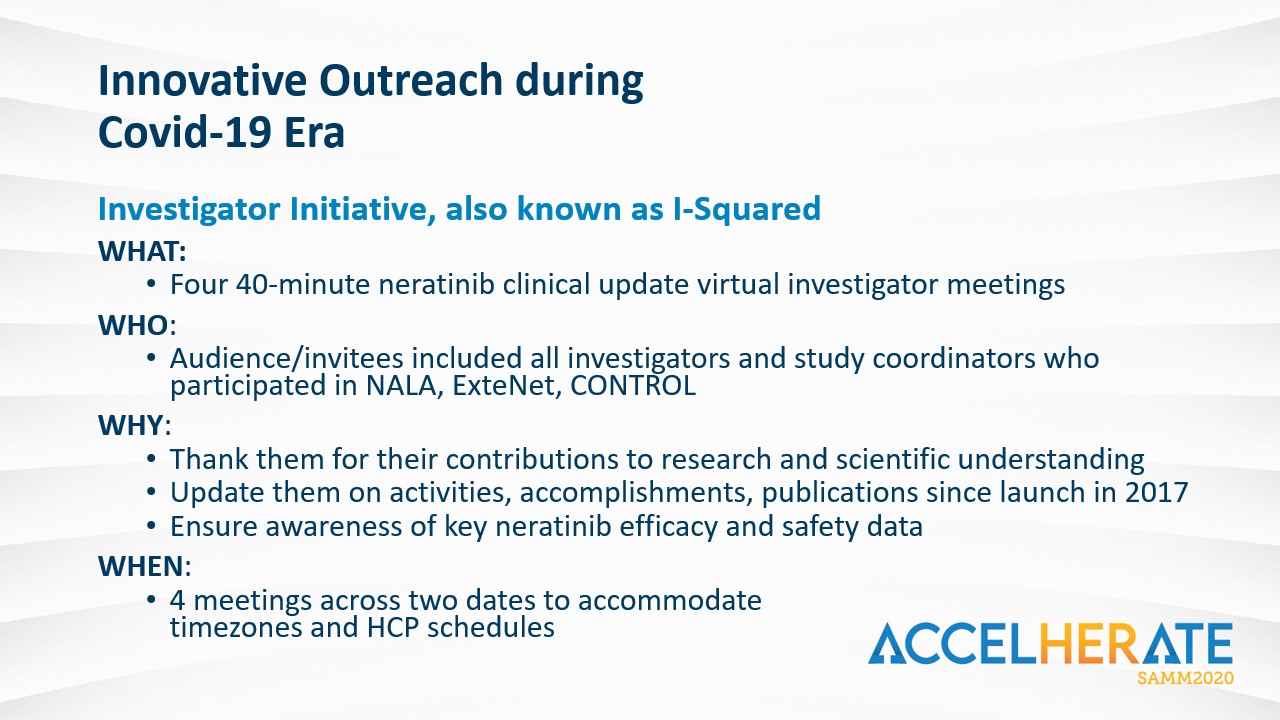 Innovative Outreach during
Covid-19 Era
Investigator Initiative, also known as I-Squared
WHAT:
• Four 40-minute neratinib clinical update virtual investigator meetings
WHO:
• Audience/invitees included all investigators and study coordinators who
participated in NALA, ExteNet, CONTROL
WHY:
• Thank them for their contributions to research and scientific understanding
• Update them on activities, accomplishments, publications since launch in 2017
• Ensure awareness of key neratinib efficacy and safety data
WHEN:
• 4 meetings across two dates to accommodate
timezones and HCP schedules
ACCELHERATE
SAMM2020